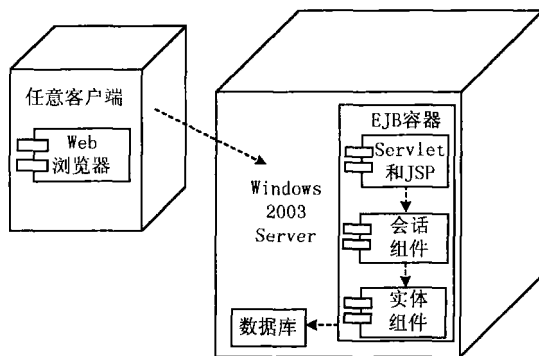 任意客户端
Web
浏览器
Windows
2003
Server
EJB容器
Servlet
和JSP
会话
组件
实体
组件
数据库